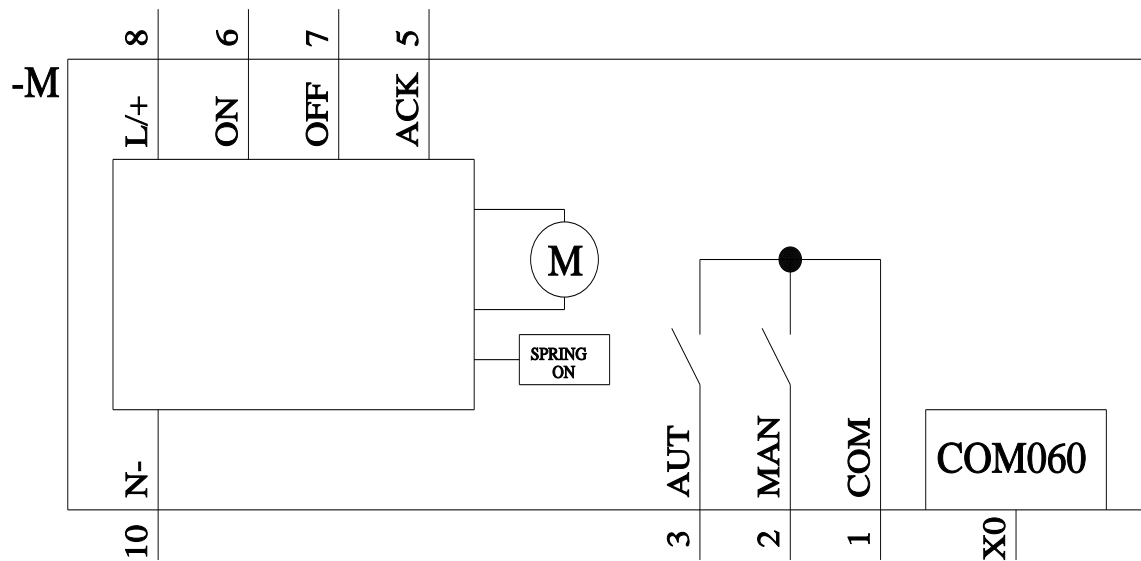 8
6
7
5
-M
L/+
ON
OFF
ACK
M
SPRING
ON
N-
AUT
MAN
COM
COM060
10
3
2
1
X0